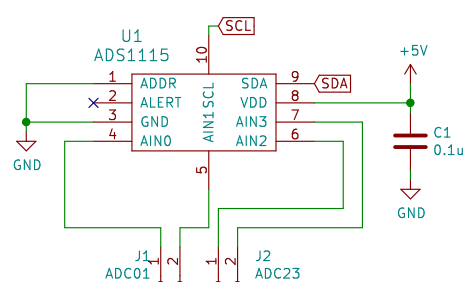 SCL
U1
ADS1115
+5V
10
1 ADDR SCL SDA 9 SDA
2 ALERT VDD 8
3 GND AIN1 AIN3 7
4 AIN0 AIN2 6
5
GND
C1
0.1u
GND
J1 1 2 1 2 J2
ADC01 ADC23